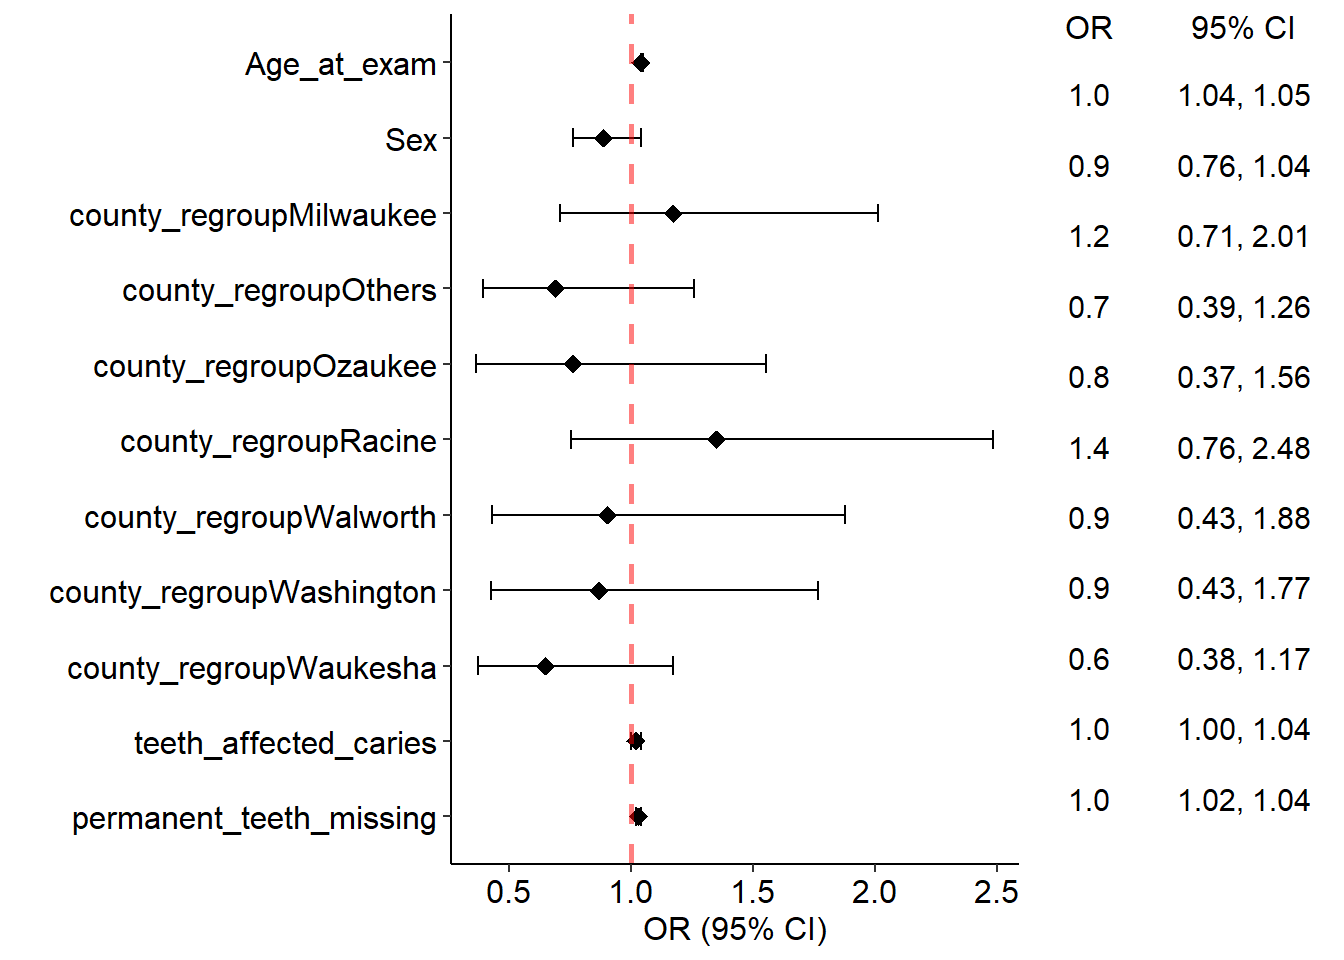 OR 95% CI
Age_at_exam
1.0 1.04, 1.05
Sex
0.9 0.76, 1.04
county_regroupMilwaukee
1.2 0.71, 2.01
county_regroupOthers
0.7 0.39, 1.26
county_regroupOzaukee
0.8 0.37, 1.56
county_regroupRacine
1.4 0.76, 2.48
county_regroupWalworth
0.9 0.43, 1.88
county_regroupWashington
0.9 0.43, 1.77
county_regroupWaukesha
0.6 0.38, 1.17
teeth_affected_caries
1.0 1.00, 1.04
permanent_teeth_missing
1.0 1.02, 1.04
0.5 1.0 1.5 2.0 2.5
OR (95% CI)